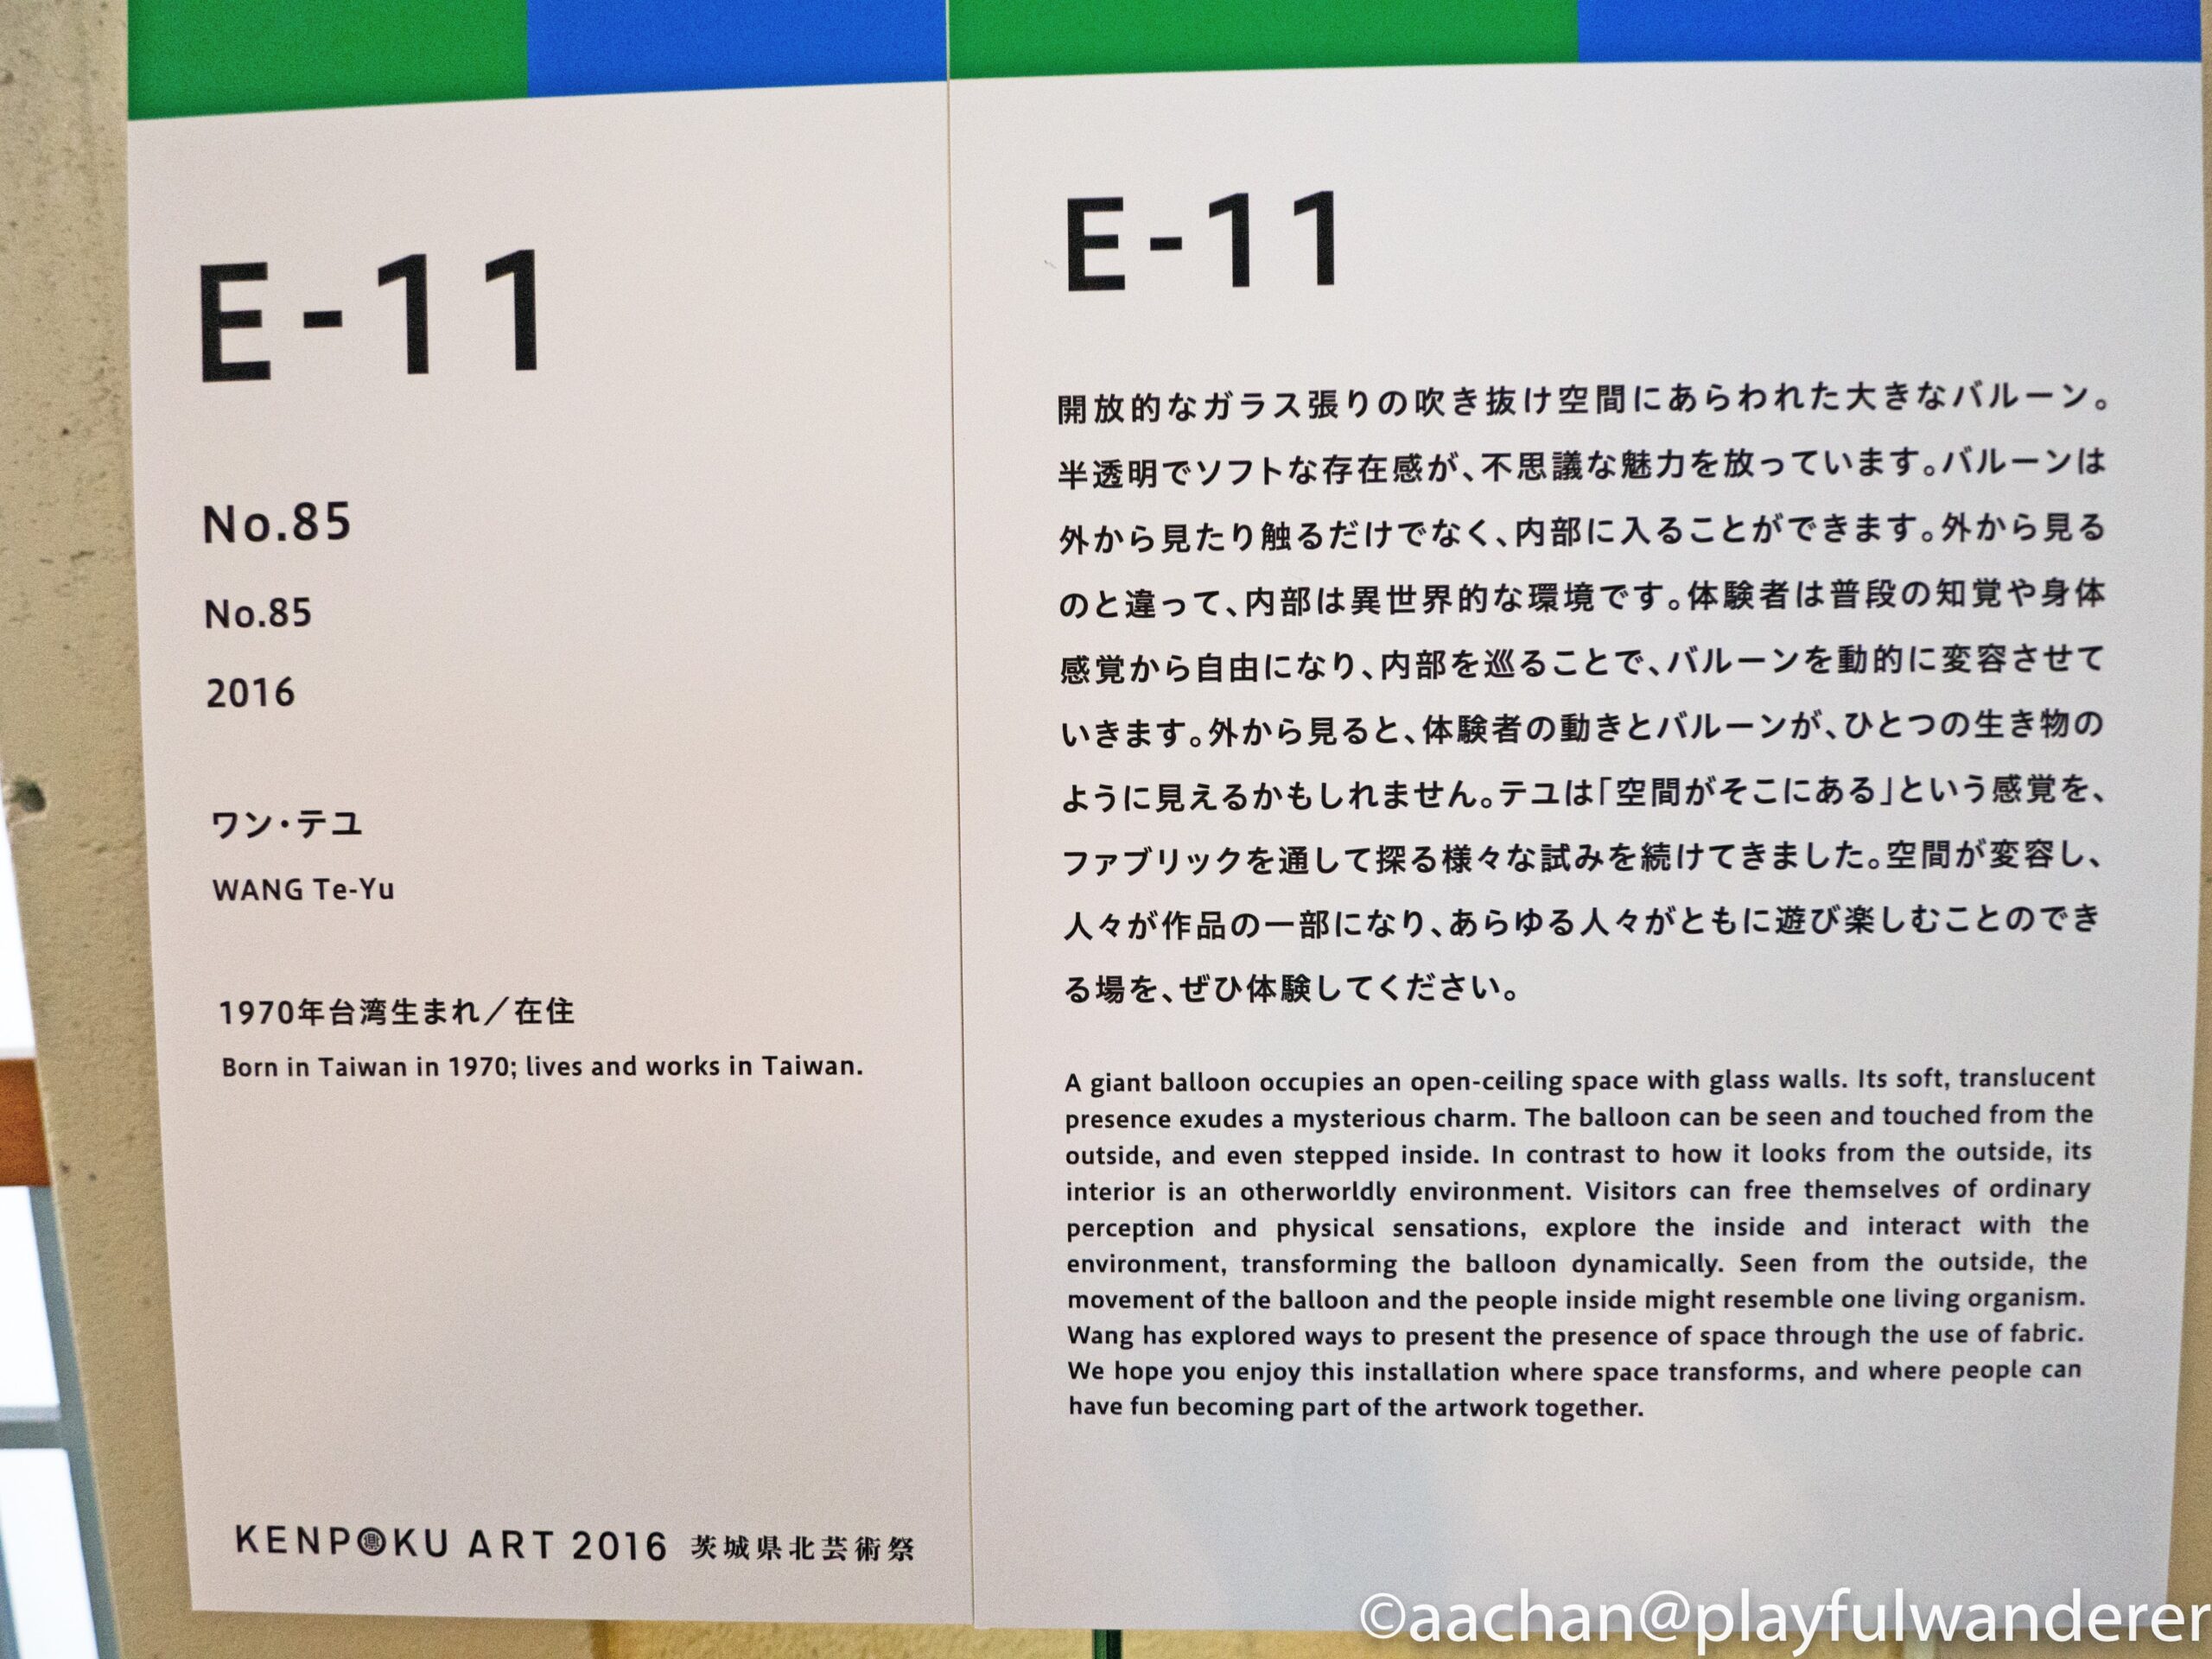 E-11
No.85
No.85
2016
ワン・テユ
WANG Te-Yu
1970年台湾生まれ／在住
Born in Taiwan in 1970; lives and works in Taiwan.
KENPOKU ART 2016 茨城県北芸術祭
E-11
開放的なガラス張りの吹き抜け空間にあらわれた大きなバルーン。
半透明でソフトな存在感が、不思議な魅力を放っています。バルーンは
外から見たり触るだけでなく、内部に入ることができます。外から見る
のと違って、内部は異世界的な環境です。体験者は普段の知覚や身体
感覚から自由になり、内部を巡ることで、バルーンを動的に変容させて
いきます。外から見ると、体験者の動きとバルーンが、ひとつの生き物の
ように見えるかもしれません。テユは「空間がそこにある」という感覚を、
ファブリックを通して探る様々な試みを続けてきました。空間が変容し、
人々が作品の一部になり、あらゆる人々がともに遊び楽しむことのでき
る場を、ぜひ体験してください。
A giant balloon occupies an open-ceiling space with glass walls. Its soft, translucent
presence exudes a mysterious charm. The balloon can be seen and touched from the
outside, and even stepped inside. In contrast to how it looks from the outside, its
interior is an otherworldly environment. Visitors can free themselves of ordinary
perception and physical sensations, explore the inside and interact with the
environment, transforming the balloon dynamically. Seen from the outside, the
movement of the balloon and the people inside might resemble one living organism.
Wang has explored ways to present the presence of space through the use of fabric.
We hope you enjoy this installation where space transforms, and where people can
have fun becoming part of the artwork together.
©aachan@playfulwanderer